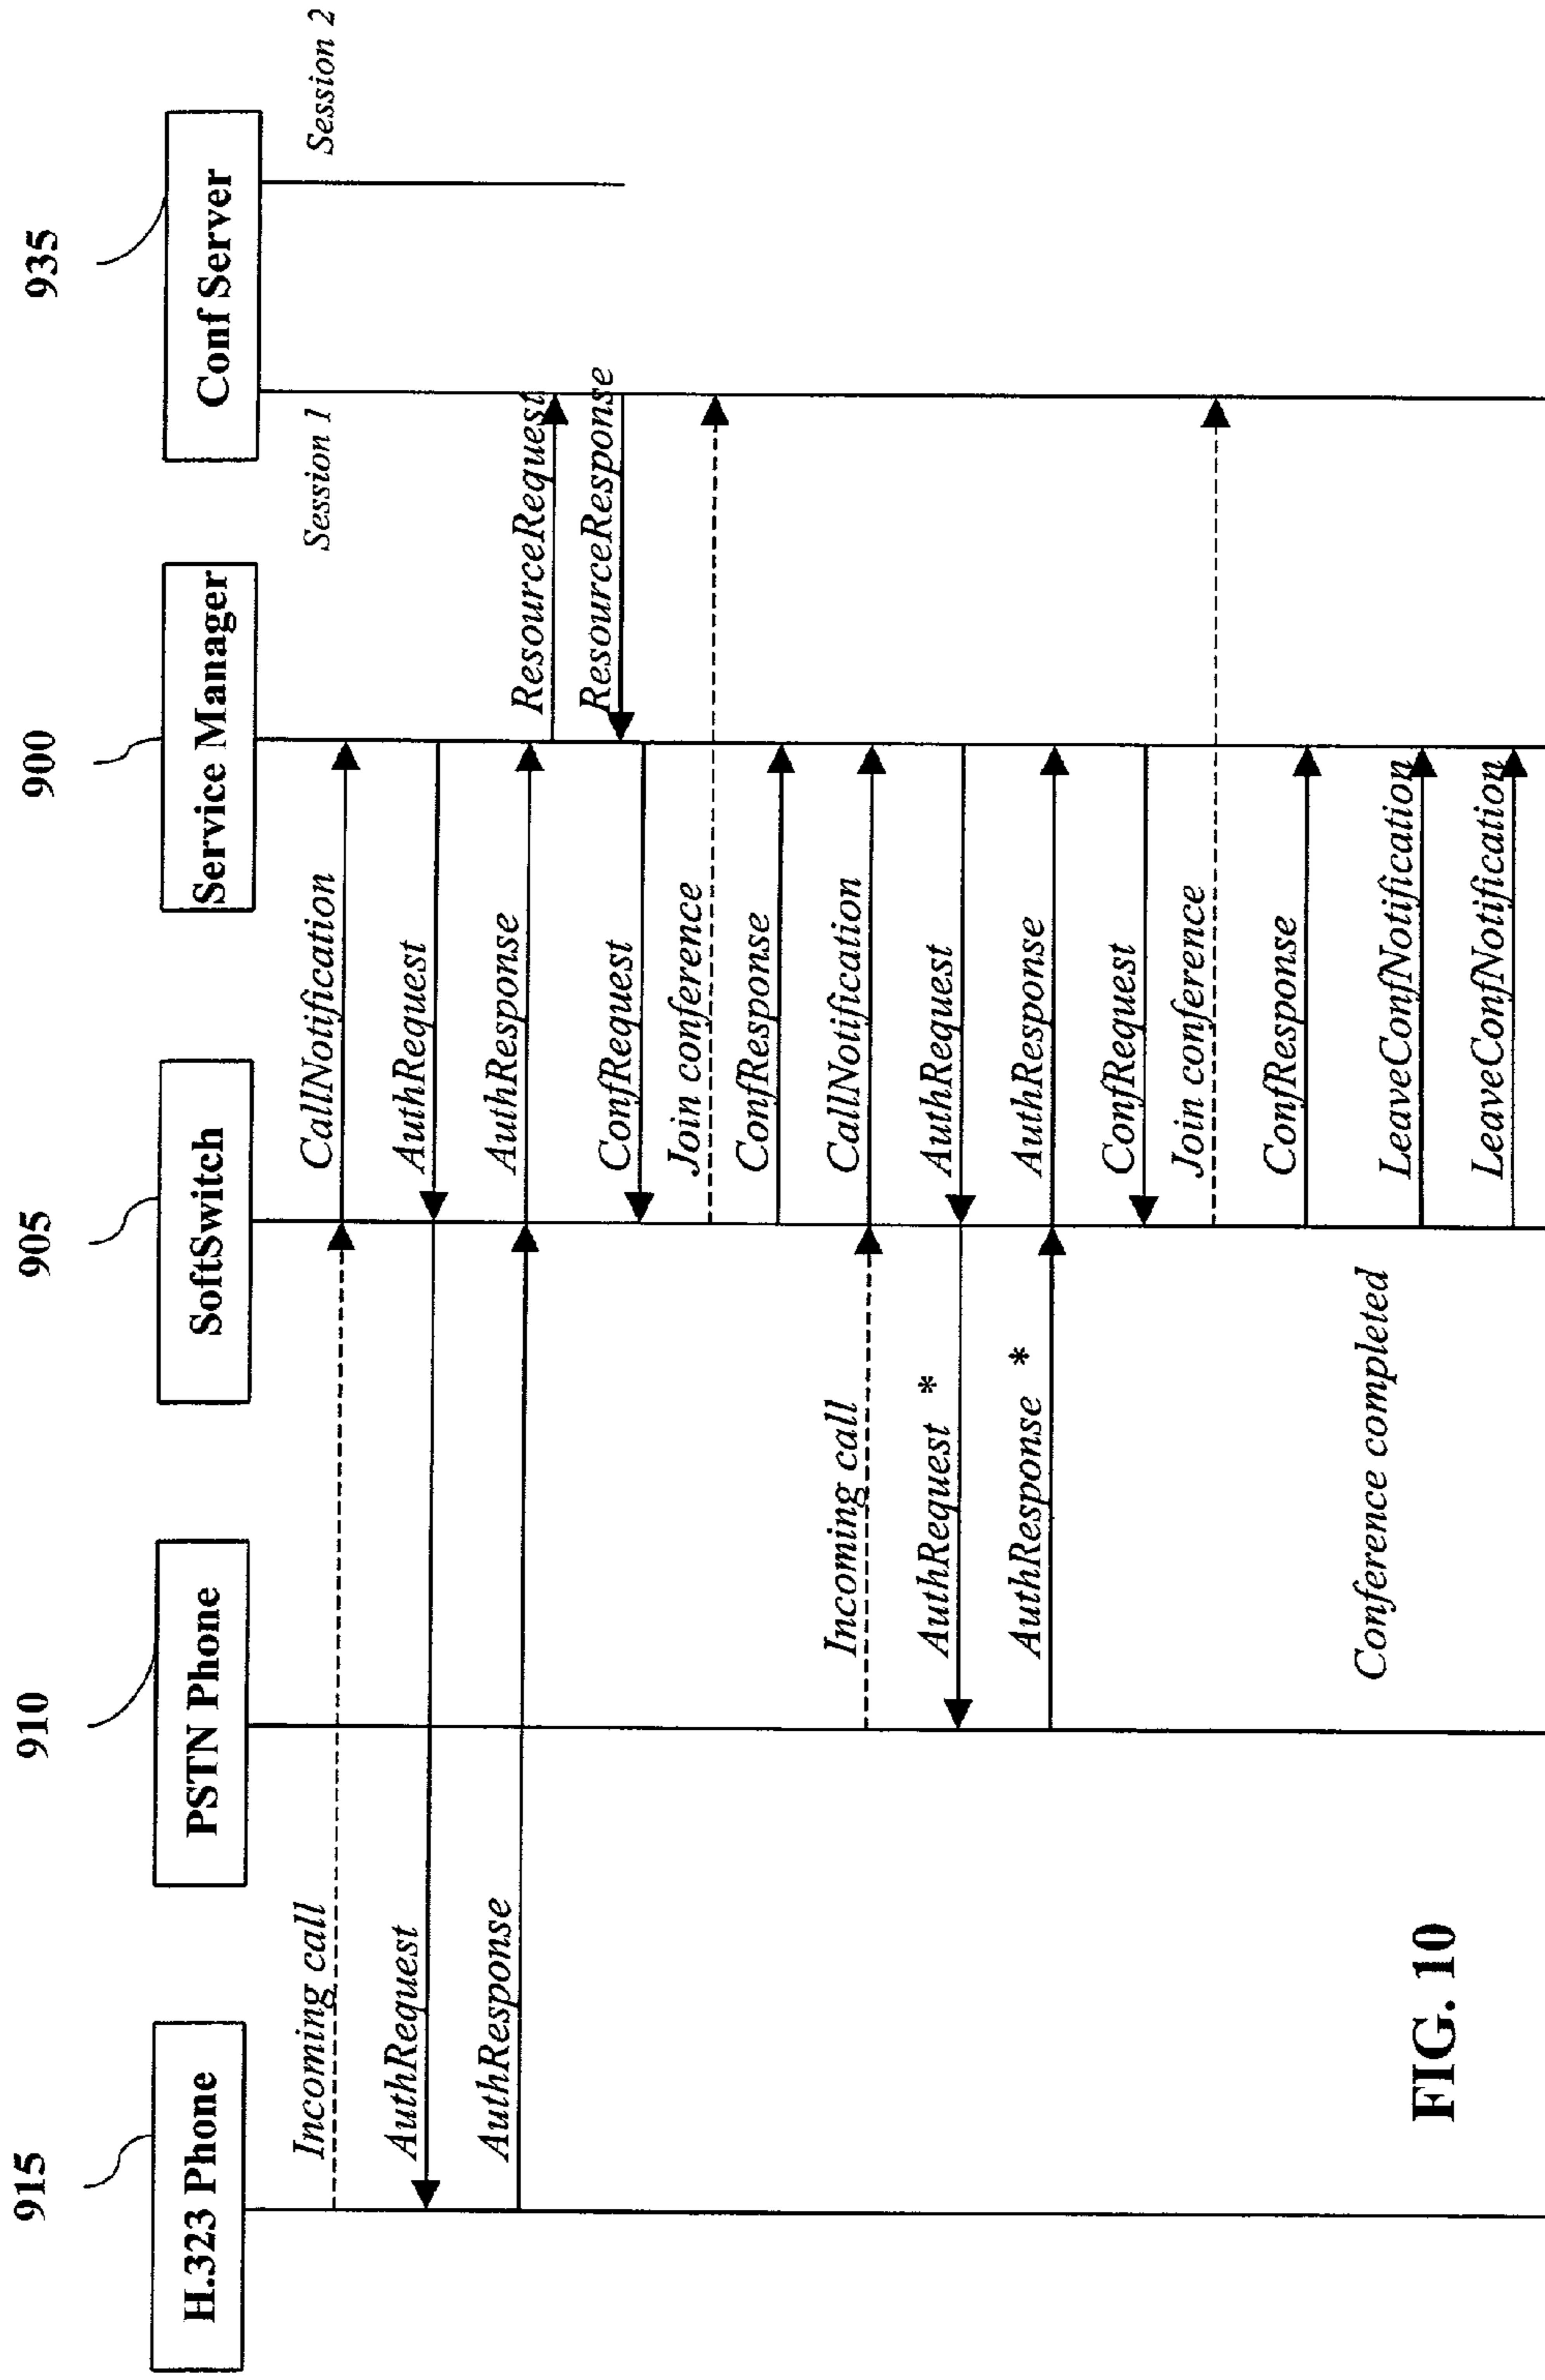 915
910
905
900
935
H.323 Phone
PSTN Phone
SoftSwitch
Service Manager
Conf Server
Session 1
Session 2
Incoming call
CallNotification
AuthRequest
AuthRequest
AuthResponse
AuthResponse
ResourceRequest
ResourceResponse
ConfRequest
Join conference
ConfResponse
Incoming call
CallNotification
AuthRequest *
AuthRequest
AuthResponse *
AuthResponse
ConfRequest
Join conference
ConfResponse
Conference completed
LeaveConfNotification
LeaveConfNotification
FIG. 10